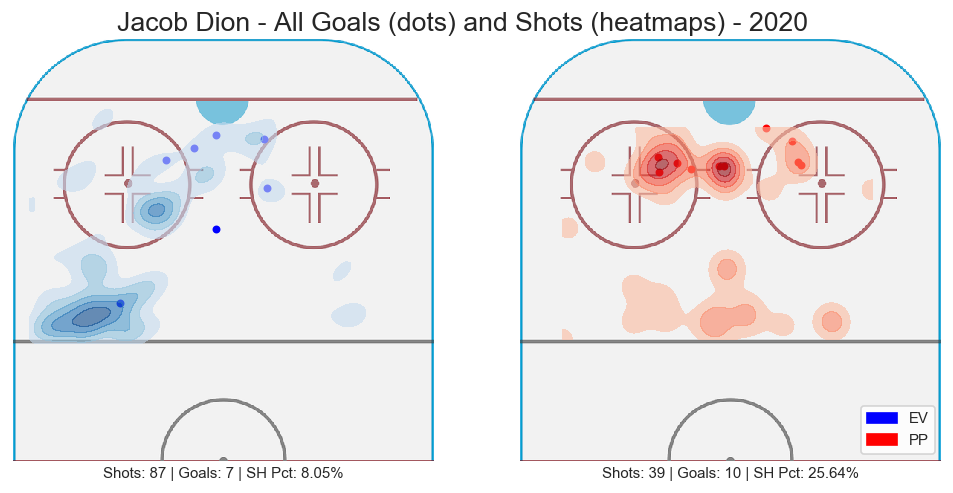 Jacob Dion - All Goals (dots) and Shots (heatmaps) - 2020
EV
PP
Shots: 87 | Goals: 7 | SH Pct: 8.05%
Shots: 39 | Goals: 10 | SH Pct: 25.64%